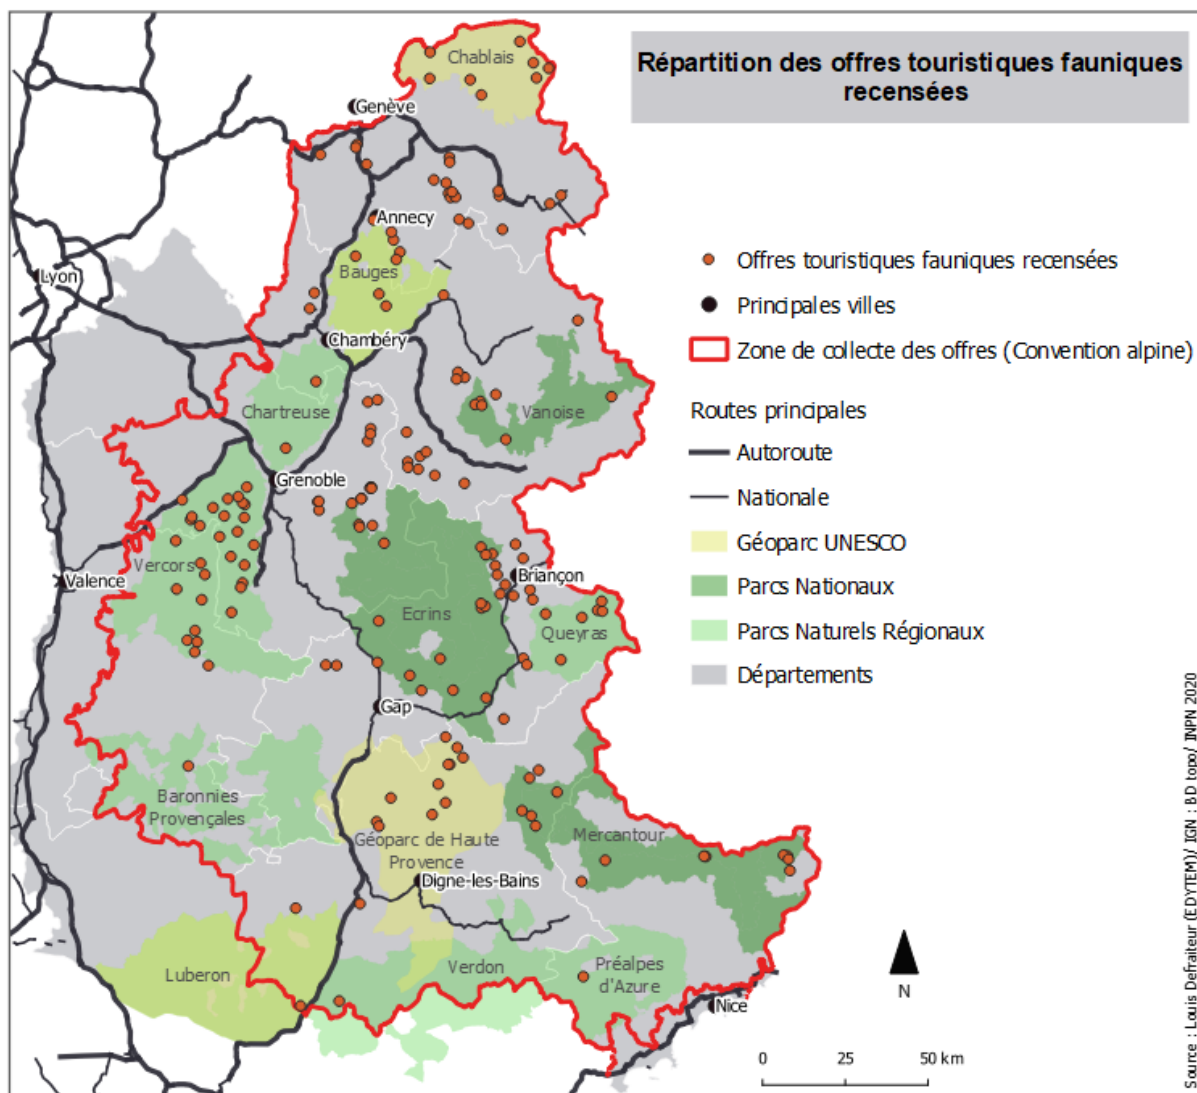 Répartition des offres touristiques fauniques
recensées
Chablais
Genève
Annecy
Lyon
Bauges
Chambéry
Chartreuse
Vanoise
Grenoble
Vercors
Valence
Briançon
Ecrins
Queyras
Gap
Baronnies
Provençales
Géoparc de Haute
Provence
Mercantour
Digne-les-Bains
Luberon
Verdon
Préalpes
d'Azure
Nice
Offres touristiques fauniques recensées
Principales villes
Zone de collecte des offres (Convention alpine)
Routes principales
Autoroute
Nationale
Géoparc UNESCO
Parcs Nationaux
Parcs Naturels Régionaux
Départements
N
0 25 50 km
Source : Louis Defraiteur (EDYTEM)/ IGN : BD topo/ INPN 2020